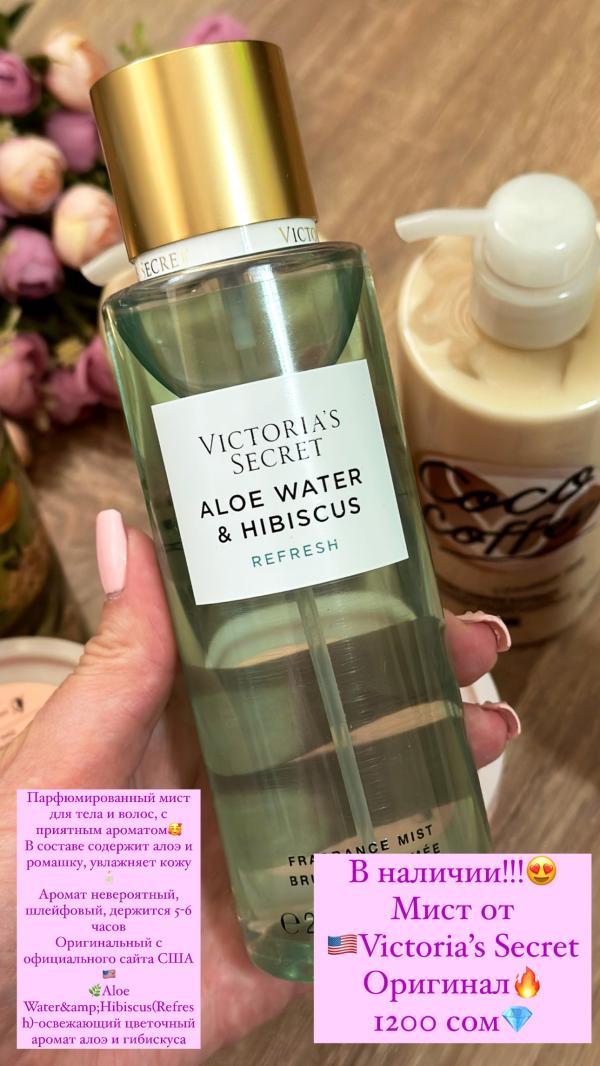 SECRET
VICTO
VICTORIA'S
SECRET
ALOE WATER
& HIBISCUS
REFRESH
Coco
Coffee
FRAGRANCE MIST
Парфюмированный мист
для тела и волос, с
приятным ароматом🥰
В составе содержит алоэ и
ромашку, увлажняет кожу
Аромат невероятный,
шлейфовый, держится 5-6
часов
Оригинальный с
официального сайта США
🇺🇸
🌿Aloe
Water&amp;Hibiscus(Refres
h)-освежающий цветочный
аромат алоэ и гибискуса
В наличии!!!😍
Мист от
🇺🇸Victoria's Secret
Оригинал🔥
1200 сом💎